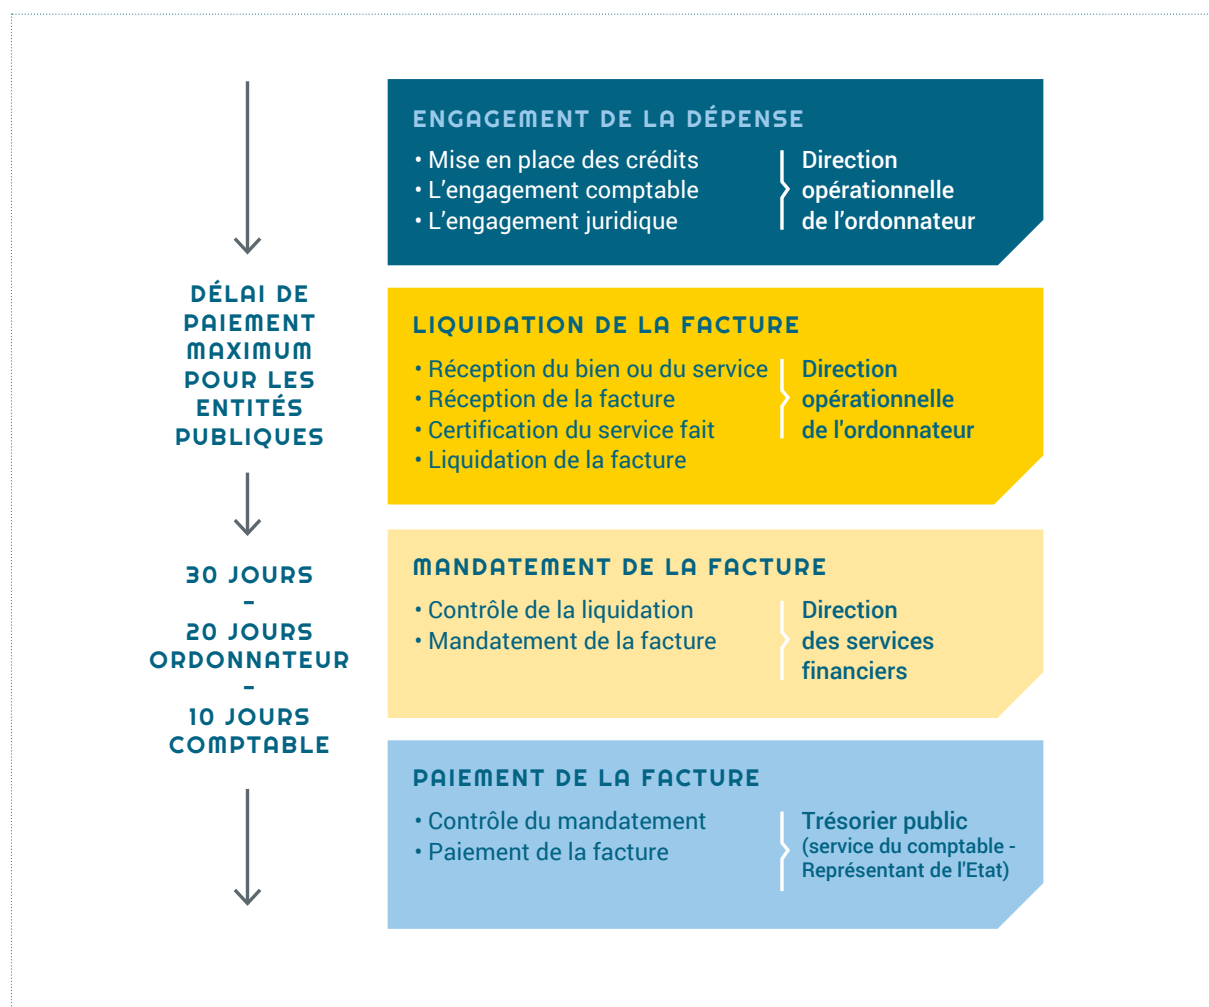 DÉLAI DE
PAIEMENT
MAXIMUM
POUR LES
ENTITÉS
PUBLIQUES
30 JOURS
–
20 JOURS
ORDONNATEUR
–
10 JOURS
COMPTABLE
ENGAGEMENT DE LA DÉPENSE
• Mise en place des crédits
• L'engagement comptable
• L'engagement juridique
Direction
opérationnelle
de l'ordonnateur
LIQUIDATION DE LA FACTURE
• Réception du bien ou du service
• Réception de la facture
• Certification du service fait
• Liquidation de la facture
Direction
opérationnelle
de l'ordonnateur
MANDATEMENT DE LA FACTURE
• Contrôle de la liquidation
• Mandatement de la facture
Direction
des services
financiers
PAIEMENT DE LA FACTURE
• Contrôle du mandatement
• Paiement de la facture
Trésorier public
(service du comptable -
Représentant de l'Etat)